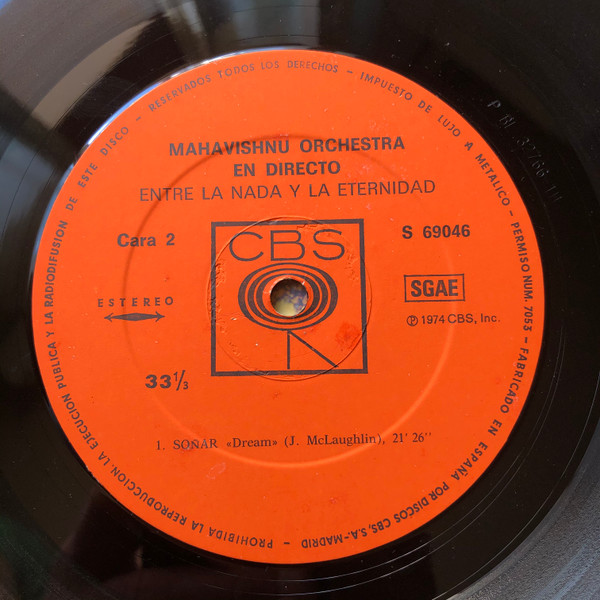 RESERVADOS TODOS LOS DERECHOS - IMPUESTO DE LUJO A METALICO - PERMISO NUM. 7053 - FABRICADO EN ESPAÑA POR DISCOS CBS, S.A.-MADRID - PROHIBIDA LA REPRODUCCION, LA EJECUCION PUBLICA Y LA RADIODIFUSION DE ESTE DISCO -
MAHAVISHNU ORCHESTRA
EN DIRECTO
ENTRE LA NADA Y LA ETERNIDAD
Cara 2
CBS
S 69046
ESTEREO
SGAE
℗ 1974 CBS, Inc.
33 1/3
1. SOÑAR «Dream» (J. McLaughlin), 21' 26''